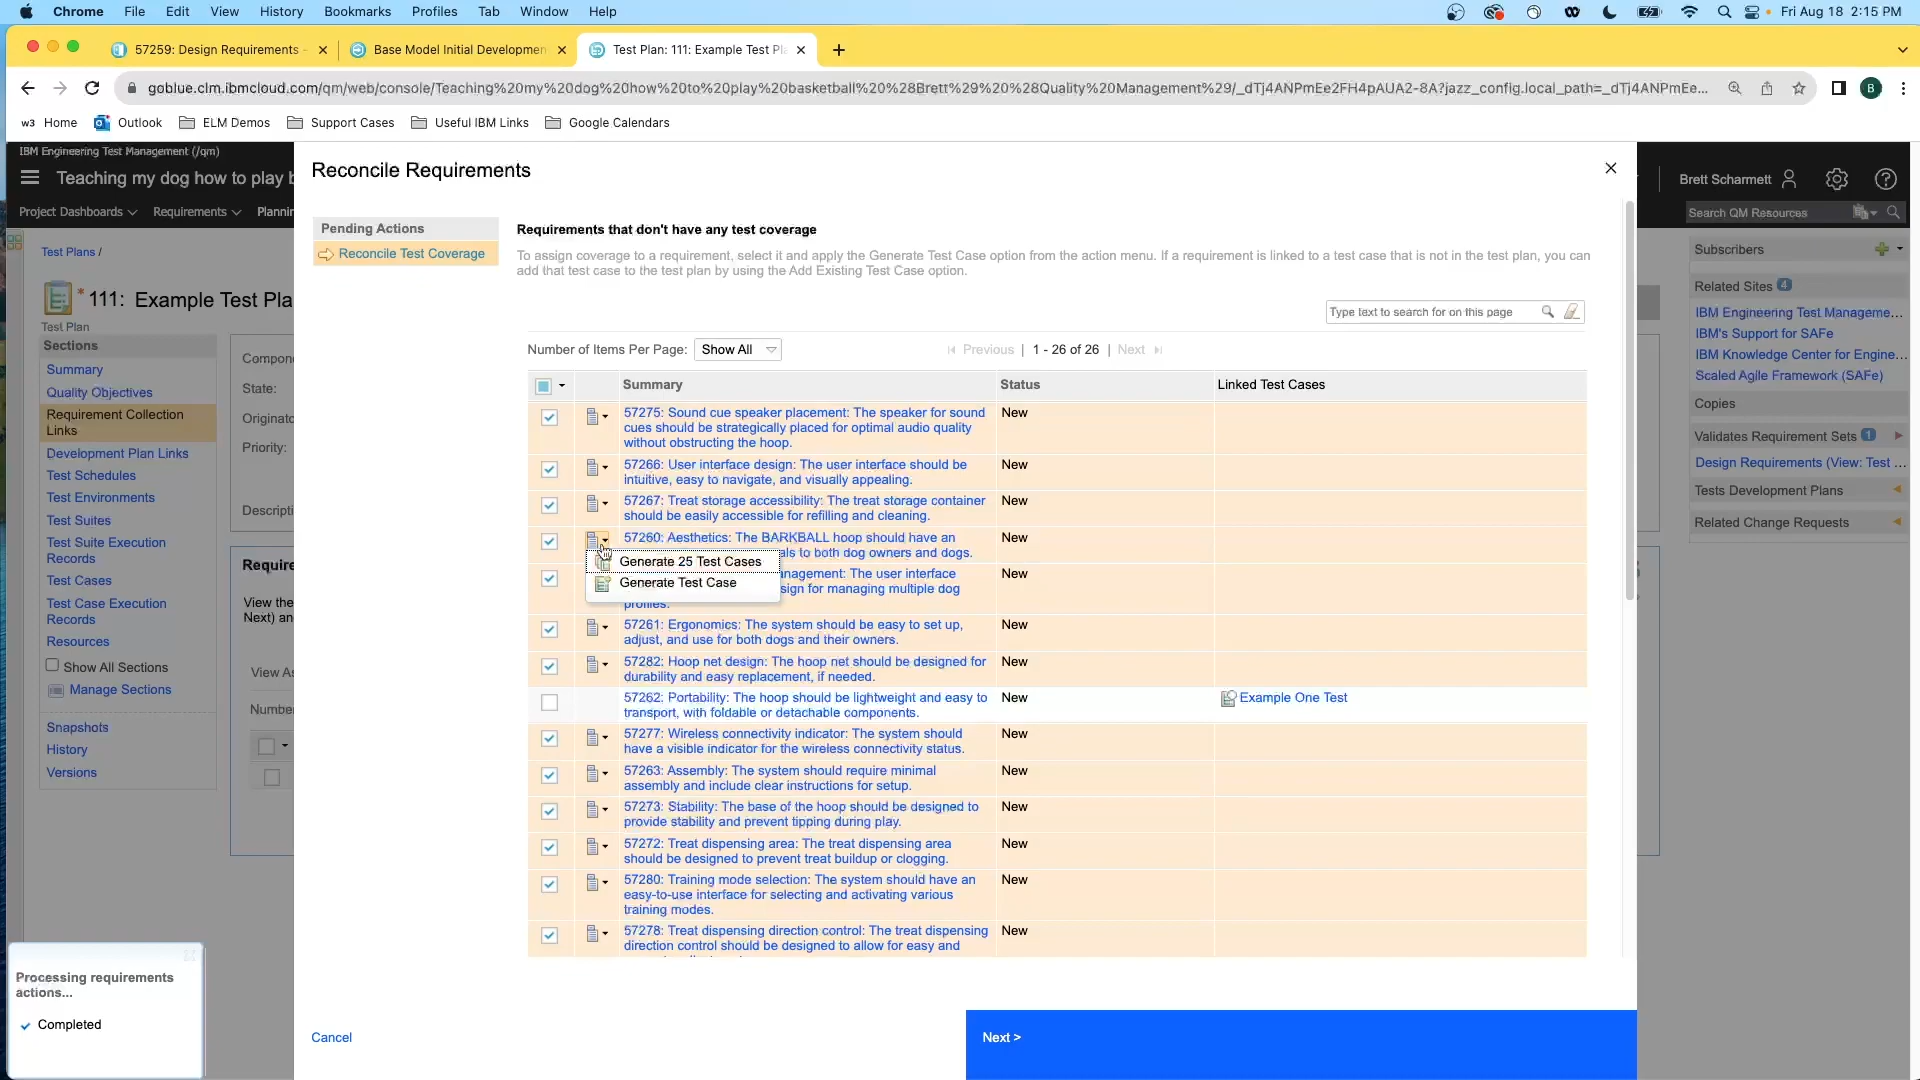 Chrome File Edit View History Bookmarks Profiles Tab Window Help Fri Aug 18 2:15 PM
57259: Design Requirements - Base Model Initial Developmen Test Plan: 111: Example Test Pla
goblue.clm.ibmcloud.com/qm/web/console/Teaching%20my%20dog%20how%20to%20play%20basketball%20%28Brett%29%20%28Quality%20Management%29/_dTj4ANPmEe2FH4pAUA2-8A?jazz_config.local_path=_dTj4ANPmEe... B
w3 Home Outlook ELM Demos Support Cases Useful IBM Links Google Calendars
IBM Engineering Test Management (/qm)
Teaching my dog how to play b
Brett Scharmett
Project Dashboards Requirements Plannin
Search QM Resources
Test Plans /
111: Example Test Pla
Test Plan
Sections
Summary
Quality Objectives
Requirement Collection
Links
Development Plan Links
Test Schedules
Test Environments
Test Suites
Test Suite Execution
Records
Test Cases
Test Case Execution
Records
Resources
Show All Sections
Manage Sections
Snapshots
History
Versions
Compone
State:
Originato
Priority:
Descripti
Require
View the
Next) an
View As
Numbe
Processing requirements
actions...
Completed
Reconcile Requirements
Pending Actions
Reconcile Test Coverage
Requirements that don't have any test coverage
To assign coverage to a requirement, select it and apply the Generate Test Case option from the action menu. If a requirement is linked to a test case that is not in the test plan, you can
add that test case to the test plan by using the Add Existing Test Case option.
Type text to search for on this page
Number of Items Per Page: Show All Previous | 1 - 26 of 26 | Next
Summary Status Linked Test Cases
57275: Sound cue speaker placement: The speaker for sound New
cues should be strategically placed for optimal audio quality
without obstructing the hoop.
57266: User interface design: The user interface should be New
intuitive, easy to navigate, and visually appealing.
57267: Treat storage accessibility: The treat storage container New
should be easily accessible for refilling and cleaning.
57260: Aesthetics: The BARKBALL hoop should have an New
als to both dog owners and dogs.
Generate 25 Test Cases
Generate Test Case
anagement: The user interface New
sign for managing multiple dog
profiles.
57261: Ergonomics: The system should be easy to set up, New
adjust, and use for both dogs and their owners.
57282: Hoop net design: The hoop net should be designed for New
durability and easy replacement, if needed.
57262: Portability: The hoop should be lightweight and easy to New Example One Test
transport, with foldable or detachable components.
57277: Wireless connectivity indicator: The system should New
have a visible indicator for the wireless connectivity status.
57263: Assembly: The system should require minimal New
assembly and include clear instructions for setup.
57273: Stability: The base of the hoop should be designed to New
provide stability and prevent tipping during play.
57272: Treat dispensing area: The treat dispensing area New
should be designed to prevent treat buildup or clogging.
57280: Training mode selection: The system should have an New
easy-to-use interface for selecting and activating various
training modes.
57278: Treat dispensing direction control: The treat dispensing New
direction control should be designed to allow for easy and
Cancel
Next >
Subscribers
Related Sites 4
IBM Engineering Test Manageme...
IBM's Support for SAFe
IBM Knowledge Center for Engine...
Scaled Agile Framework (SAFe)
Copies
Validates Requirement Sets 1
Design Requirements (View: Test ...
Tests Development Plans
Related Change Requests